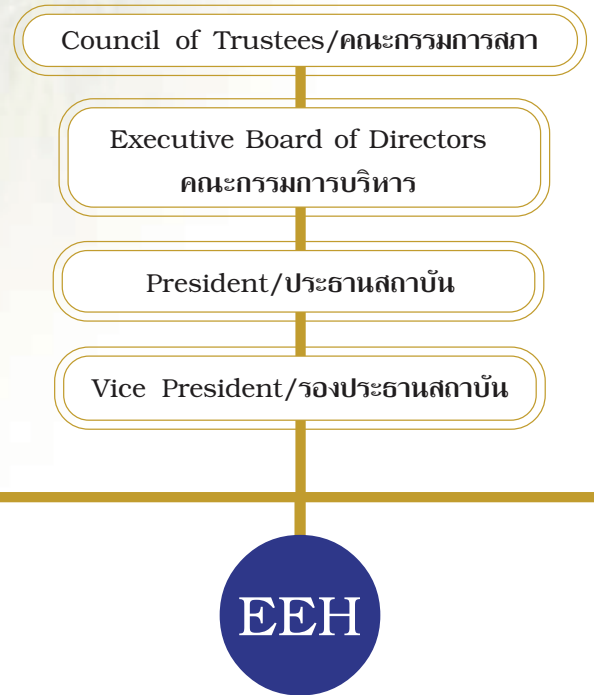 Council of Trustees/คณะกรรมการสภา
Executive Board of Directors
คณะกรรมการบริหาร
President/ประธานสถาบัน
Vice President/รองประธานสถาบัน
EEH